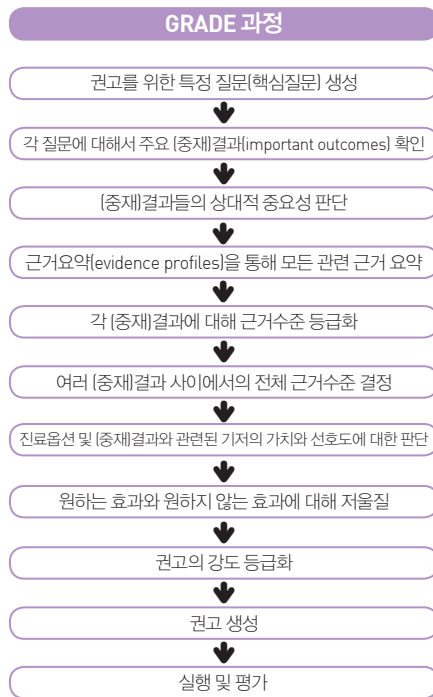 GRADE 과정
권고를 위한 특정 질문(핵심질문) 생성
각 질문에 대해서 주요 (중재)결과(important outcomes) 확인
(중재)결과들의 상대적 중요성 판단
근거요약(evidence profiles)을 통해 모든 관련 근거 요약
각 (중재)결과에 대해 근거수준 등급화
여러 (중재)결과 사이에서의 전체 근거수준 결정
진료옵션 및 (중재)결과와 관련된 기저의 가치와 선호도에 대한 판단
원하는 효과와 원하지 않는 효과에 대해 저울질
권고의 강도 등급화
권고 생성
실행 및 평가